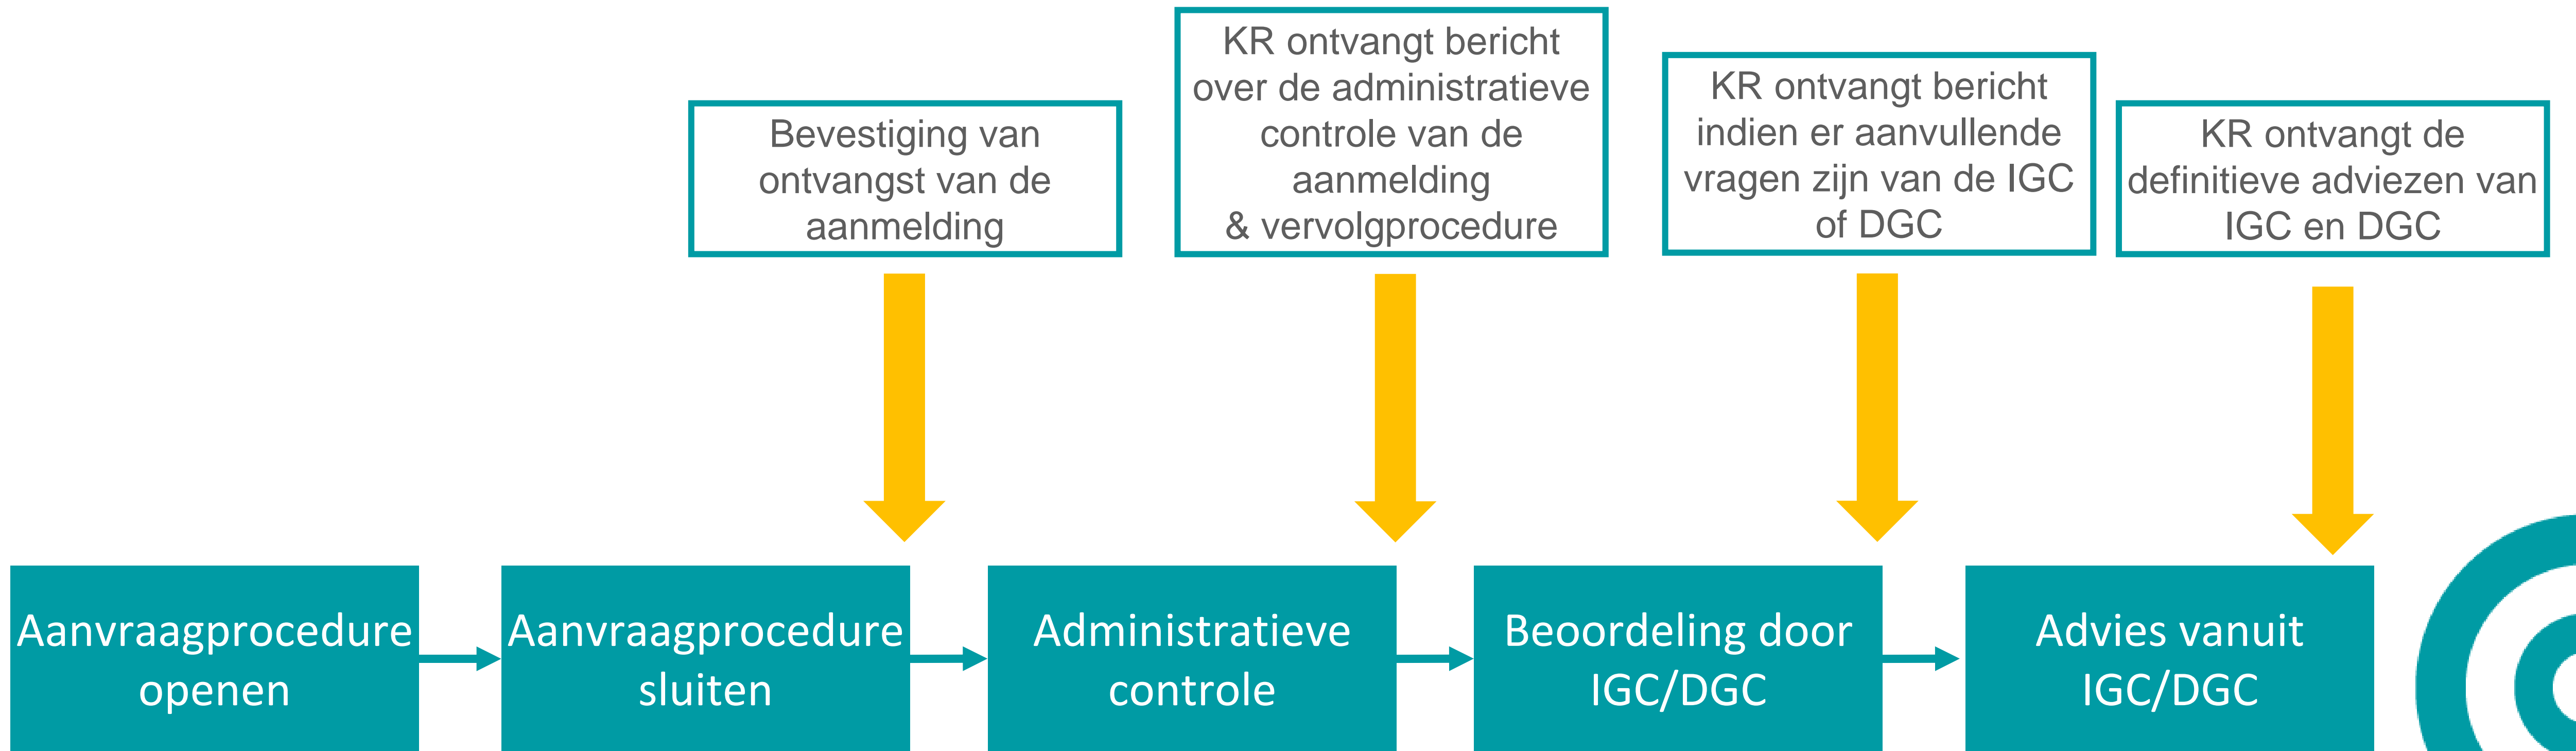 Bevestiging van
ontvangst van de
aanmelding
KR ontvangt bericht
over de administratieve
controle van de
aanmelding
& vervolgprocedure
KR ontvangt bericht
indien er aanvullende
vragen zijn van de IGC
of DGC
KR ontvangt de
definitieve adviezen van
IGC en DGC
Aanvraagprocedure
openen
Aanvraagprocedure
sluiten
Administratieve
controle
Beoordeling door
IGC/DGC
Advies vanuit
IGC/DGC